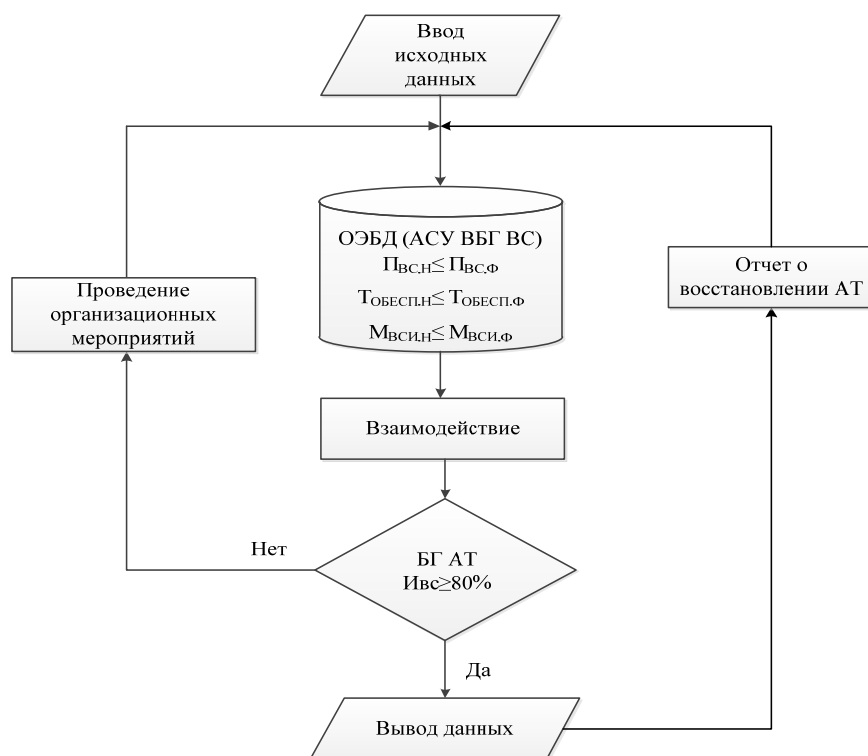 Ввод
исходных
данных
ОЭБД (АСУ ВБГ ВС)
ПВС,Н≤ ПВС,Ф
ТОБЕСП,Н≤ ТОБЕСП,Ф
МВСИ,Н≤ МВСИ,Ф
Проведение
организационных
мероприятий
Отчет о
восстановлении АТ
Взаимодействие
Нет
БГ АТ
Ивс≥80%
Да
Вывод данных